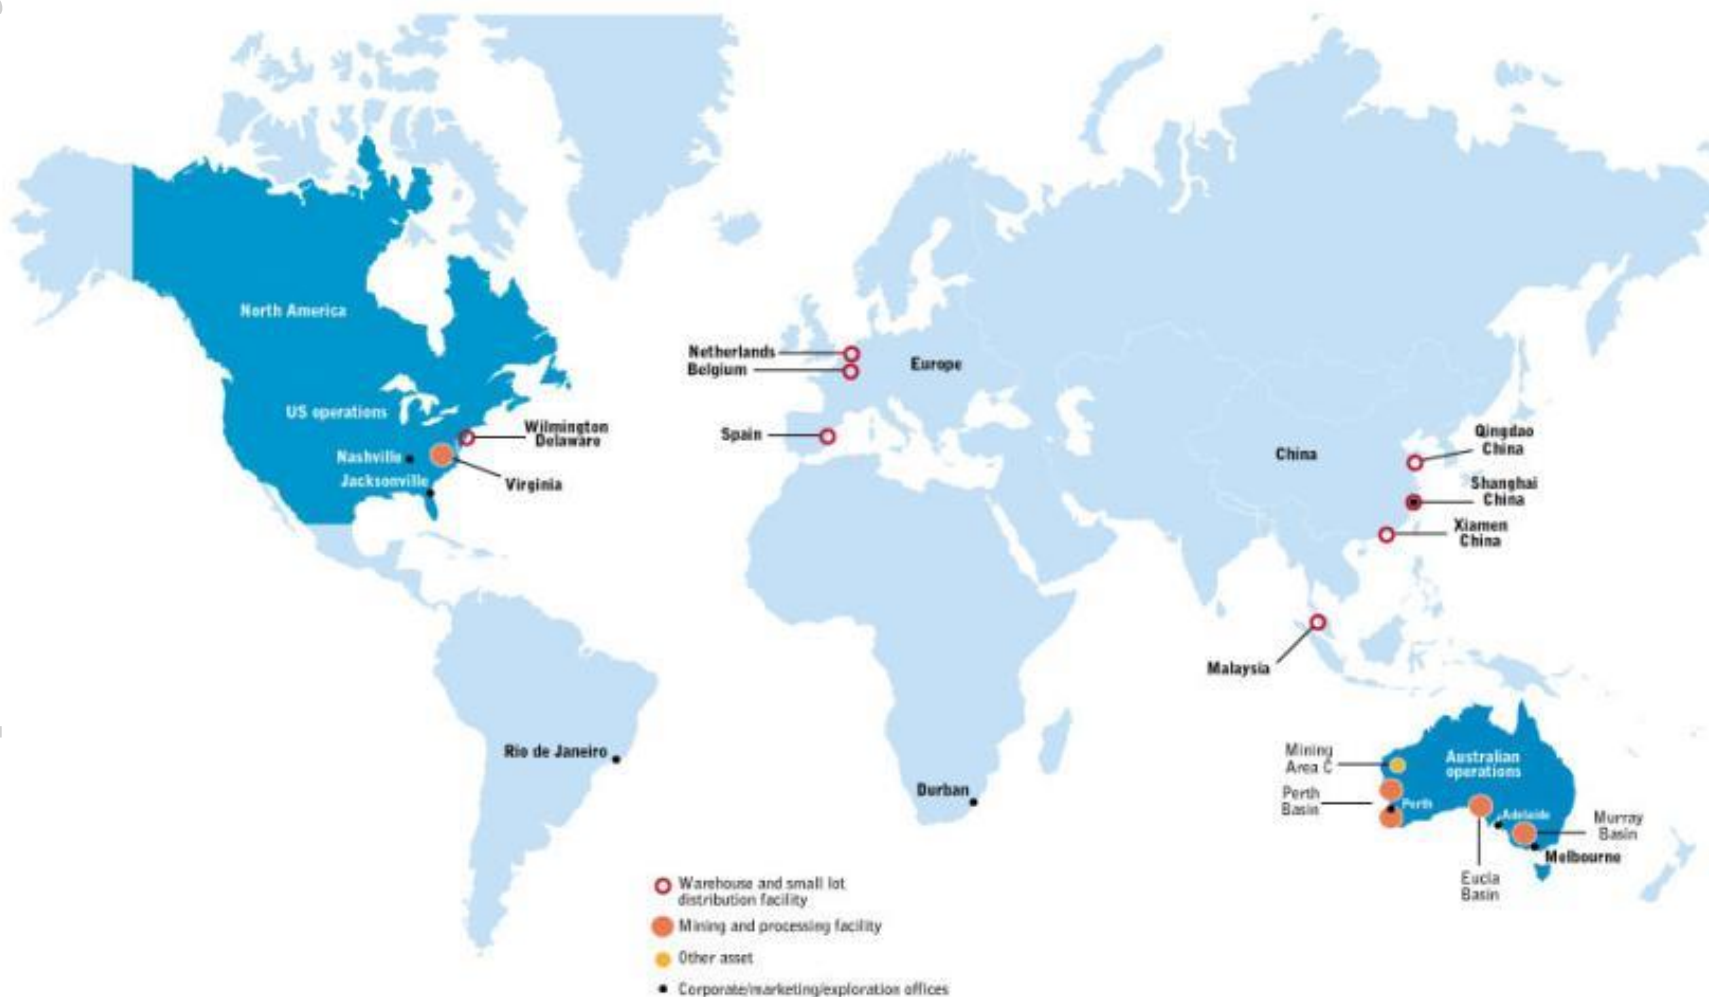 North America
US operations
Wilmington
Delaware
Nashville
Jacksonville
Virginia
Netherlands
Belgium
Europe
Spain
China
Qingdao
China
Shanghai
China
Xiamen
China
Malaysia
Rio de Janeiro
Durban
Mining
Area C
Australian
operations
Perth
Basin
Perth
Adelaide
Murray
Basin
Melbourne
Eucla
Basin
Warehouse and small lot
distribution facility
Mining and processing facility
Other asset
Corporate/marketing/exploration offices